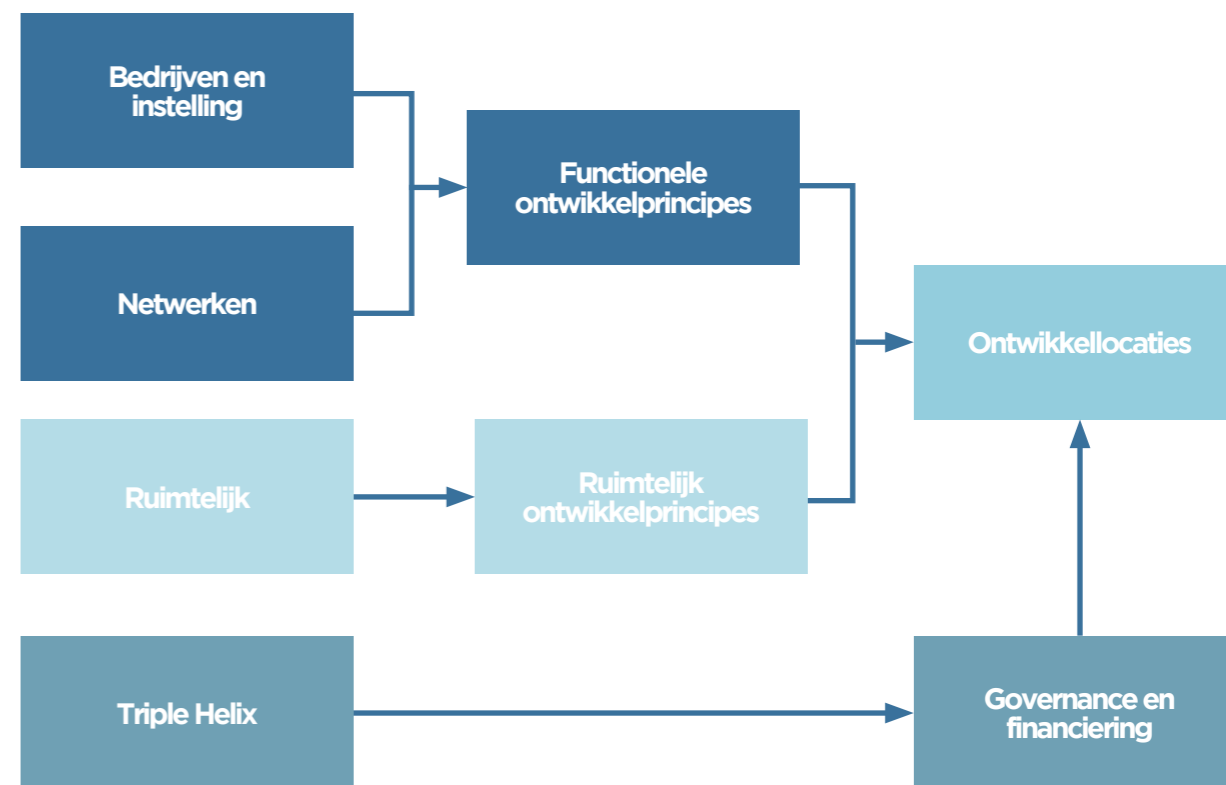 Bedrijven en
instelling
Functionele
ontwikkelprincipes
Netwerken
Ontwikkellocaties
Ruimtelijk
Ruimtelijk
ontwikkelprincipes
Triple Helix
Governance en
financiering